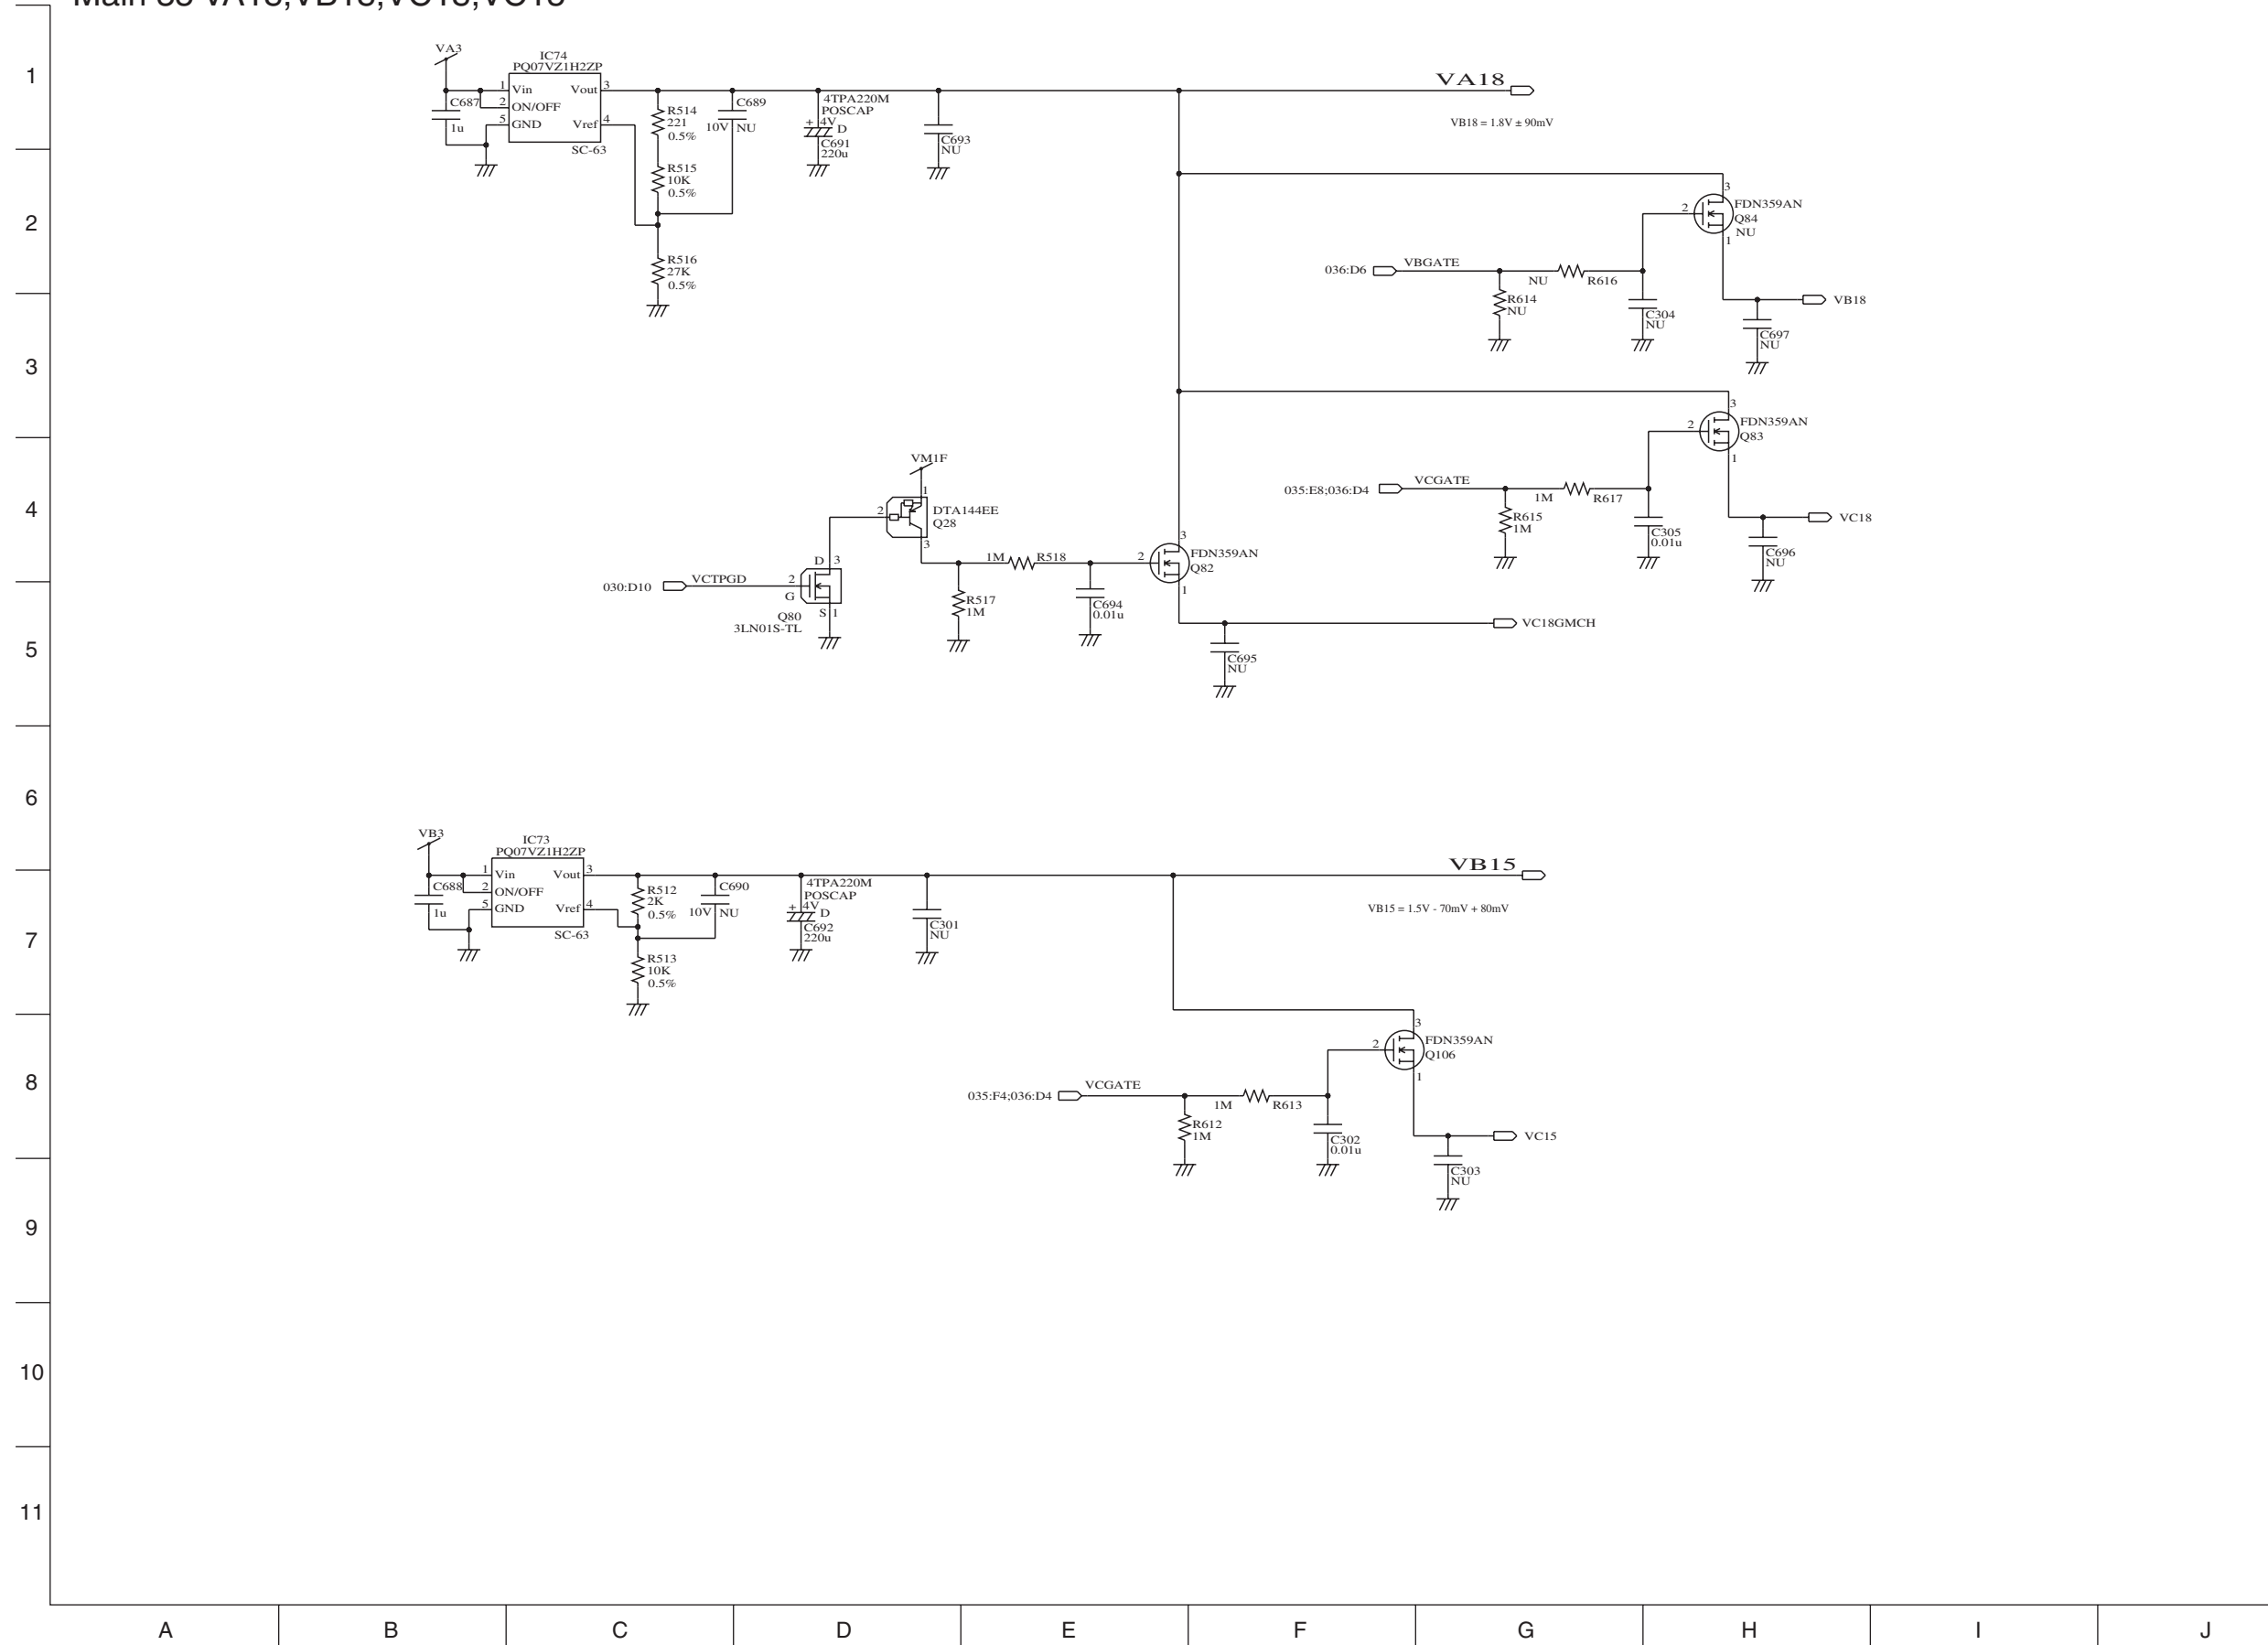 1
VA3
IC74
PQ07VZ1H2ZP
1 Vin Vout 3
2 ON/OFF
5 GND Vref 4
SC-63
C687
1u
R514
221
0.5%
R515
10K
0.5%
R516
27K
0.5%
C689
10V NU
4TPA220M
POSCAP
+ 4V
D
C691
220u
C693
NU
VA18
VB18 = 1.8V ± 90mV
2
3
FDN359AN
2
Q84
NU
1
036:D6
VBGATE
NU
R616
R614
NU
C304
NU
VB18
C697
NU
3
3
FDN359AN
2
Q83
1
4
VM1F
1
2
DTA144EE
Q28
3
035:E8;036:D4
VCGATE
1M
R617
R615
1M
C305
0.01u
VC18
C696
NU
D 3
030:D10
VCTPGD
2
G
S 1
Q80
3LN01S-TL
1M
R518
R517
1M
C694
0.01u
3
FDN359AN
2
Q82
1
5
VC18GMCH
C695
NU
6
VB3
IC73
PQ07VZ1H2ZP
1 Vin Vout 3
2 ON/OFF
5 GND Vref 4
SC-63
C688
1u
R512
2K
0.5%
R513
10K
0.5%
C690
10V NU
4TPA220M
POSCAP
+ 4V
D
C692
220u
C301
NU
VB15
VB15 = 1.5V - 70mV + 80mV
7
3
FDN359AN
2
Q106
1
8
035:F4;036:D4
VCGATE
1M
R613
R612
1M
C302
0.01u
VC15
C303
NU
9
10
11
A B C D E F G H I J